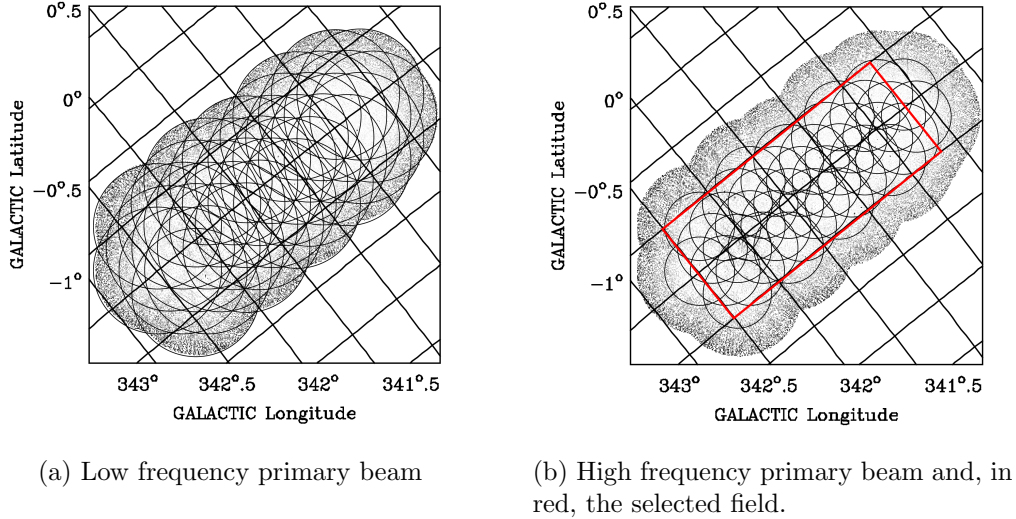 0°.5
0°
−0°.5
−1°
GALACTIC Latitude
343°
342°.5
342°
341°.5
GALACTIC Longitude
(a) Low frequency primary beam
0°.5
0°
−0°.5
−1°
GALACTIC Latitude
343°
342°.5
342°
341°.5
GALACTIC Longitude
(b) High frequency primary beam and, in
red, the selected field.